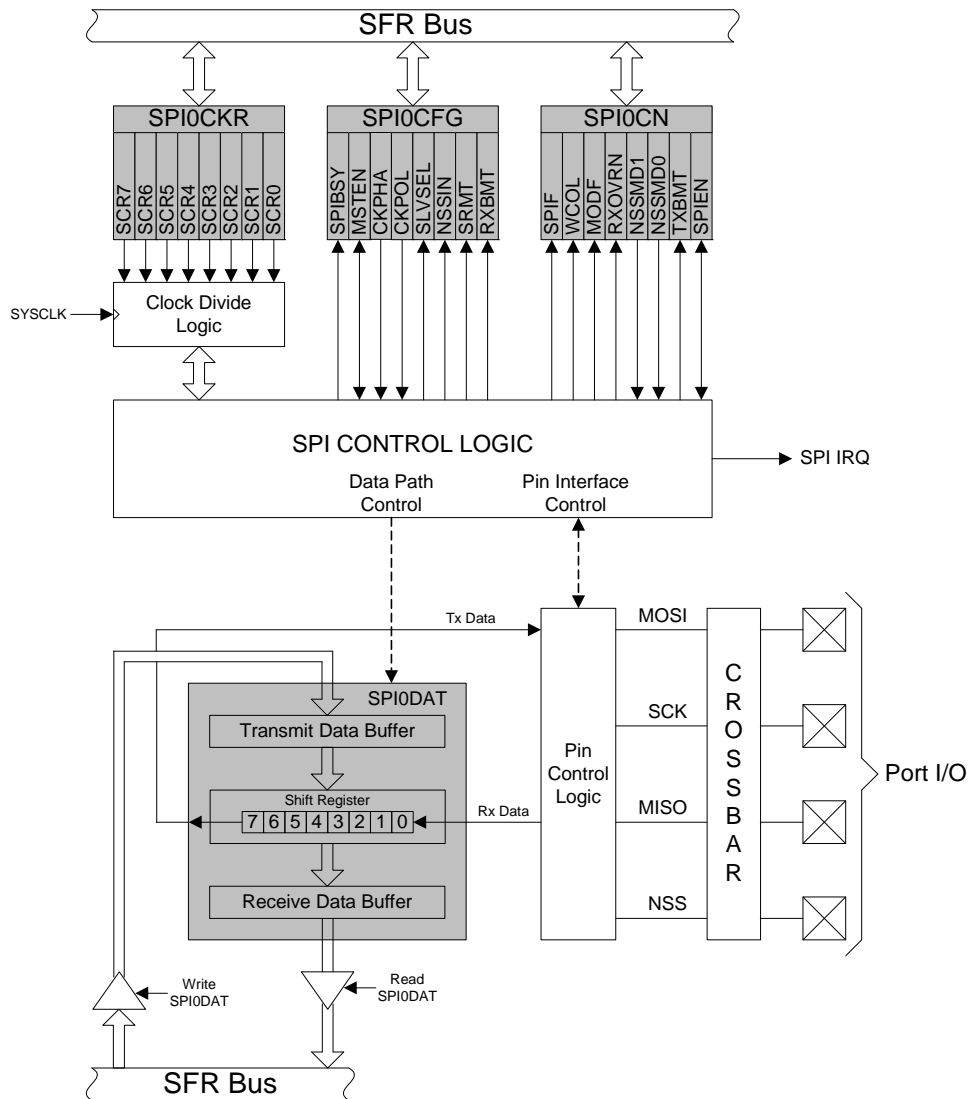 SFR Bus
SPI0CKR
SPI0CFG
SPI0CN
SCR7
SCR6
SCR5
SCR4
SCR3
SCR2
SCR1
SCR0
SPIBSY
MSTEN
CKPHA
CKPOL
SLVSEL
NSSIN
SRMT
RXBMT
SPIF
WCOL
MODF
RXOVRN
NSSMD1
NSSMD0
TXBMT
SPIEN
SYSCLK
Clock Divide
Logic
SPI CONTROL LOGIC
SPI IRQ
Data Path
Control
Pin Interface
Control
Tx Data
MOSI
SPI0DAT
Transmit Data Buffer
SCK
Pin
Control
Logic
CROSSBAR
Port I/O
Shift Register
7 6 5 4 3 2 1 0
Rx Data
MISO
Receive Data Buffer
NSS
Write
SPI0DAT
Read
SPI0DAT
SFR Bus